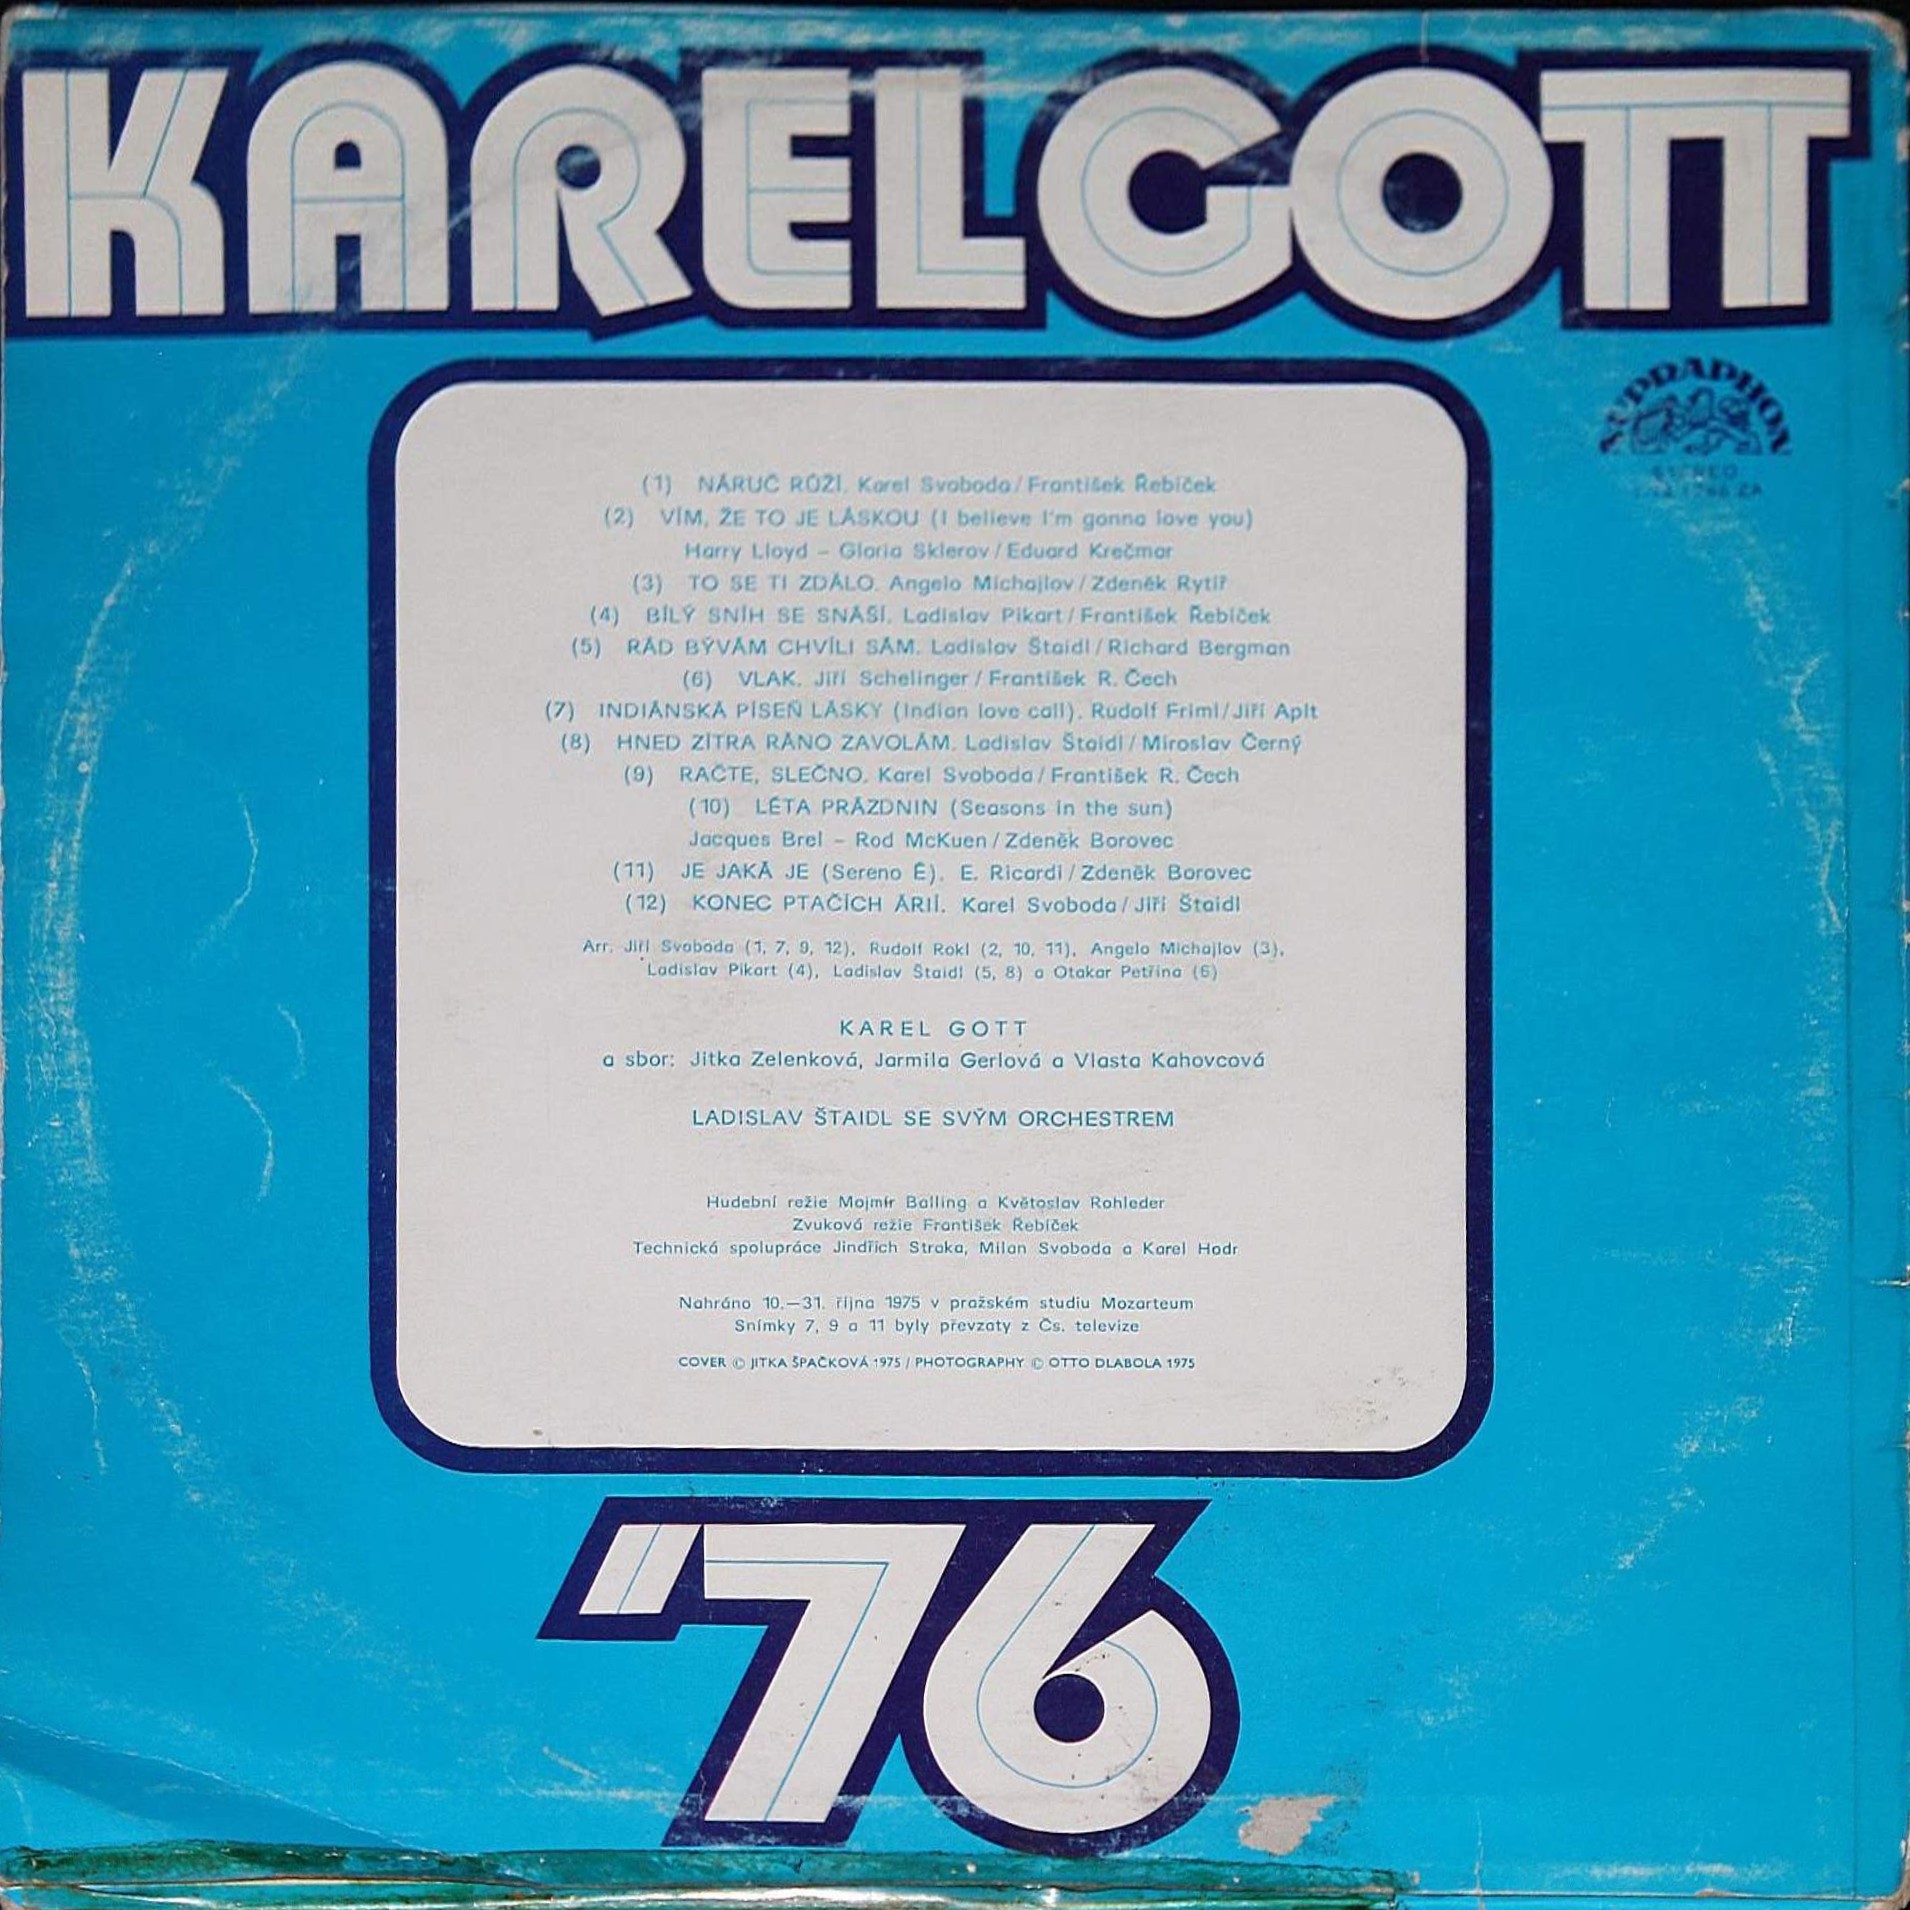 KAREL GOTT
SUPRAPHON
STEREO
(1) NÁRUČ RŮŽÍ. Karel Svoboda / František Řebíček
(2) VÍM, ŽE TO JE LÁSKOU (I believe I'm gonna love you)
Harry Lloyd – Gloria Sklerov / Eduard Krečmar
(3) TO SE TI ZDÁLO. Angelo Michajlov / Zdeněk Rytíř
(4) BÍLÝ SNÍH SE SNÁŠÍ. Ladislav Pikart / František Řebíček
(5) RÁD BÝVÁM CHVÍLI SÁM. Ladislav Štaidl / Richard Bergman
(6) VLAK. Jiří Schelinger / František R. Čech
(7) INDIÁNSKÁ PÍSEŇ LÁSKY (Indian love call). Rudolf Friml / Jiří Aplt
(8) HNED ZÍTRA RÁNO ZAVOLÁM. Ladislav Štaidl / Miroslav Černý
(9) RAČTE, SLEČNO. Karel Svoboda / František R. Čech
(10) LÉTA PRÁZDNIN (Seasons in the sun)
Jacques Brel – Rod McKuen / Zdeněk Borovec
(11) JE JAKÁ JE (Sereno É). E. Ricardi / Zdeněk Borovec
(12) KONEC PTAČÍCH ÁRIÍ. Karel Svoboda / Jiří Štaidl
Arr. Jiří Svoboda (1, 7, 9, 12), Rudolf Rokl (2, 10, 11), Angelo Michajlov (3),
Ladislav Pikart (4), Ladislav Štaidl (5, 8) a Otakar Petřina (6)
KAREL GOTT
a sbor: Jitka Zelenková, Jarmila Gerlová a Vlasta Kahovcová
LADISLAV ŠTAIDL SE SVÝM ORCHESTREM
Hudební režie Mojmír Balling a Květoslav Rohleder
Zvuková režie František Řebíček
Technická spolupráce Jindřich Straka, Milan Svoboda a Karel Hodr
Nahráno 10.—31. října 1975 v pražském studiu Mozarteum
Snímky 7, 9 a 11 byly převzaty z Čs. televize
COVER © JITKA ŠPAČKOVÁ 1975 / PHOTOGRAPHY © OTTO DLABOLA 1975
'76